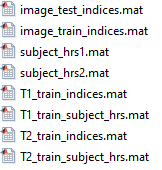 image_test_indices.mat
image_train_indices.mat
subject_hrs1.mat
subject_hrs2.mat
T1_train_indices.mat
T1_train_subject_hrs.mat
T2_train_indices.mat
T2_train_subject_hrs.mat